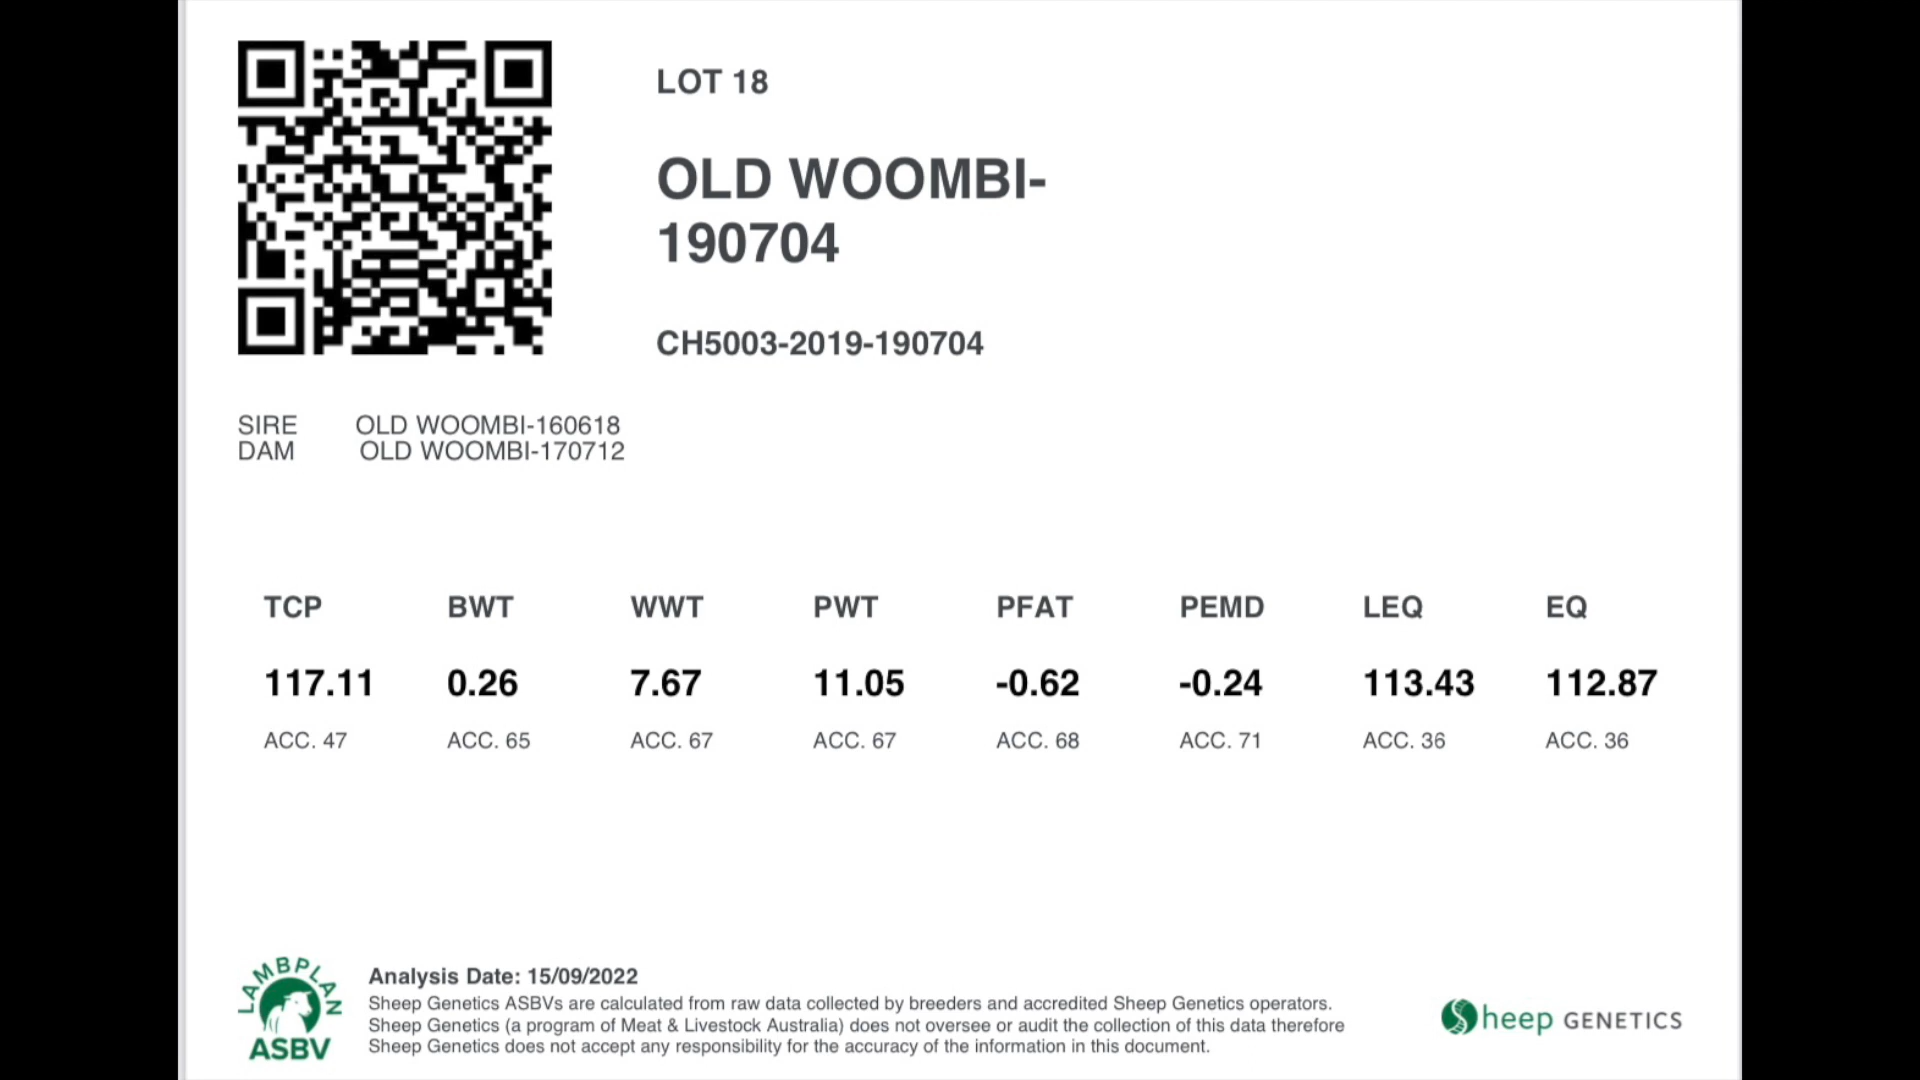 LOT 18
OLD WOOMBI-
190704
CH5003-2019-190704
SIRE OLD WOOMBI-160618
DAM OLD WOOMBI-170712
TCP BWT WWT PWT PFAT PEMD LEQ EQ
117.11 0.26 7.67 11.05 -0.62 -0.24 113.43 112.87
ACC. 47 ACC. 65 ACC. 67 ACC. 67 ACC. 68 ACC. 71 ACC. 36 ACC. 36
LAMBPLAN
ASBV
Analysis Date: 15/09/2022
Sheep Genetics ASBVs are calculated from raw data collected by breeders and accredited Sheep Genetics operators.
Sheep Genetics (a program of Meat & Livestock Australia) does not oversee or audit the collection of this data therefore
Sheep Genetics does not accept any responsibility for the accuracy of the information in this document.
Sheep GENETICS